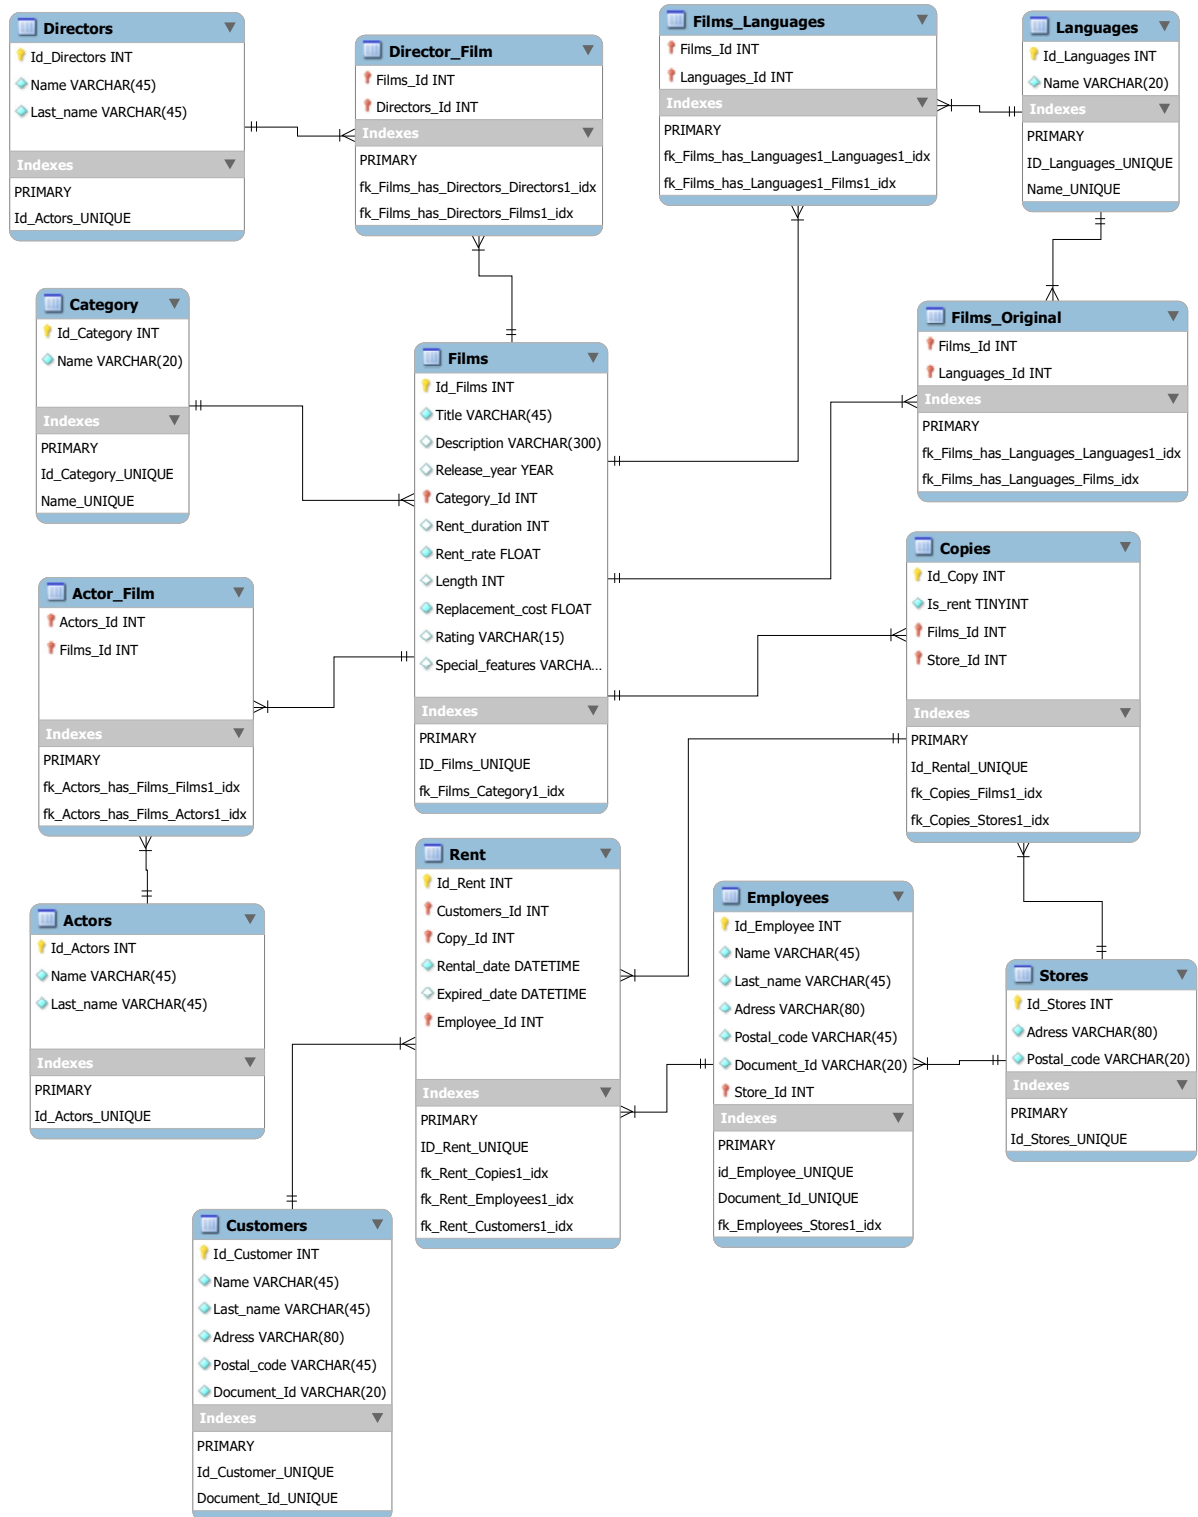 Directors
Id_Directors INT
Name VARCHAR(45)
Last_name VARCHAR(45)
Indexes
PRIMARY
Id_Actors_UNIQUE
Director_Film
Films_Id INT
Directors_Id INT
Indexes
PRIMARY
fk_Films_has_Directors_Directors1_idx
fk_Films_has_Directors_Films1_idx
Films_Languages
Films_Id INT
Languages_Id INT
Indexes
PRIMARY
fk_Films_has_Languages1_Languages1_idx
fk_Films_has_Languages1_Films1_idx
Languages
Id_Languages INT
Name VARCHAR(20)
Indexes
PRIMARY
ID_Languages_UNIQUE
Name_UNIQUE
Category
Id_Category INT
Name VARCHAR(20)
Indexes
PRIMARY
Id_Category_UNIQUE
Name_UNIQUE
Films
Id_Films INT
Title VARCHAR(45)
Description VARCHAR(300)
Release_year YEAR
Category_Id INT
Rent_duration INT
Rent_rate FLOAT
Length INT
Replacement_cost FLOAT
Rating VARCHAR(15)
Special_features VARCHA...
Indexes
PRIMARY
ID_Films_UNIQUE
fk_Films_Category1_idx
Films_Original
Films_Id INT
Languages_Id INT
Indexes
PRIMARY
fk_Films_has_Languages_Languages1_idx
fk_Films_has_Languages_Films_idx
Copies
Id_Copy INT
Is_rent TINYINT
Films_Id INT
Store_Id INT
Indexes
PRIMARY
Id_Rental_UNIQUE
fk_Copies_Films1_idx
fk_Copies_Stores1_idx
Actor_Film
Actors_Id INT
Films_Id INT
Indexes
PRIMARY
fk_Actors_has_Films_Films1_idx
fk_Actors_has_Films_Actors1_idx
Actors
Id_Actors INT
Name VARCHAR(45)
Last_name VARCHAR(45)
Indexes
PRIMARY
Id_Actors_UNIQUE
Rent
Id_Rent INT
Customers_Id INT
Copy_Id INT
Rental_date DATETIME
Expired_date DATETIME
Employee_Id INT
Indexes
PRIMARY
ID_Rent_UNIQUE
fk_Rent_Copies1_idx
fk_Rent_Employees1_idx
fk_Rent_Customers1_idx
Employees
Id_Employee INT
Name VARCHAR(45)
Last_name VARCHAR(45)
Adress VARCHAR(80)
Postal_code VARCHAR(45)
Document_Id VARCHAR(20)
Store_Id INT
Indexes
PRIMARY
id_Employee_UNIQUE
Document_Id_UNIQUE
fk_Employees_Stores1_idx
Stores
Id_Stores INT
Adress VARCHAR(80)
Postal_code VARCHAR(20)
Indexes
PRIMARY
Id_Stores_UNIQUE
Customers
Id_Customer INT
Name VARCHAR(45)
Last_name VARCHAR(45)
Adress VARCHAR(80)
Postal_code VARCHAR(45)
Document_Id VARCHAR(20)
Indexes
PRIMARY
Id_Customer_UNIQUE
Document_Id_UNIQUE